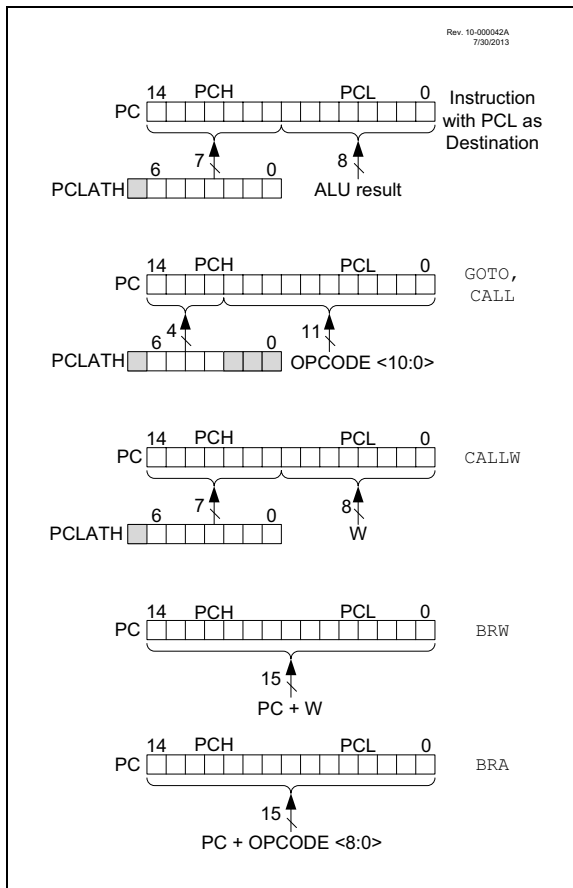 Rev. 10-000042A
7/30/2013
14 PCH PCL 0
PC
Instruction
with PCL as
Destination
7 8
6 0
PCLATH
ALU result
14 PCH PCL 0
PC
GOTO,
CALL
4 11
6 0
PCLATH
OPCODE <10:0>
14 PCH PCL 0
PC
CALLW
7 8
6 0
PCLATH
W
14 PCH PCL 0
PC
BRW
15
PC + W
14 PCH PCL 0
PC
BRA
15
PC + OPCODE <8:0>